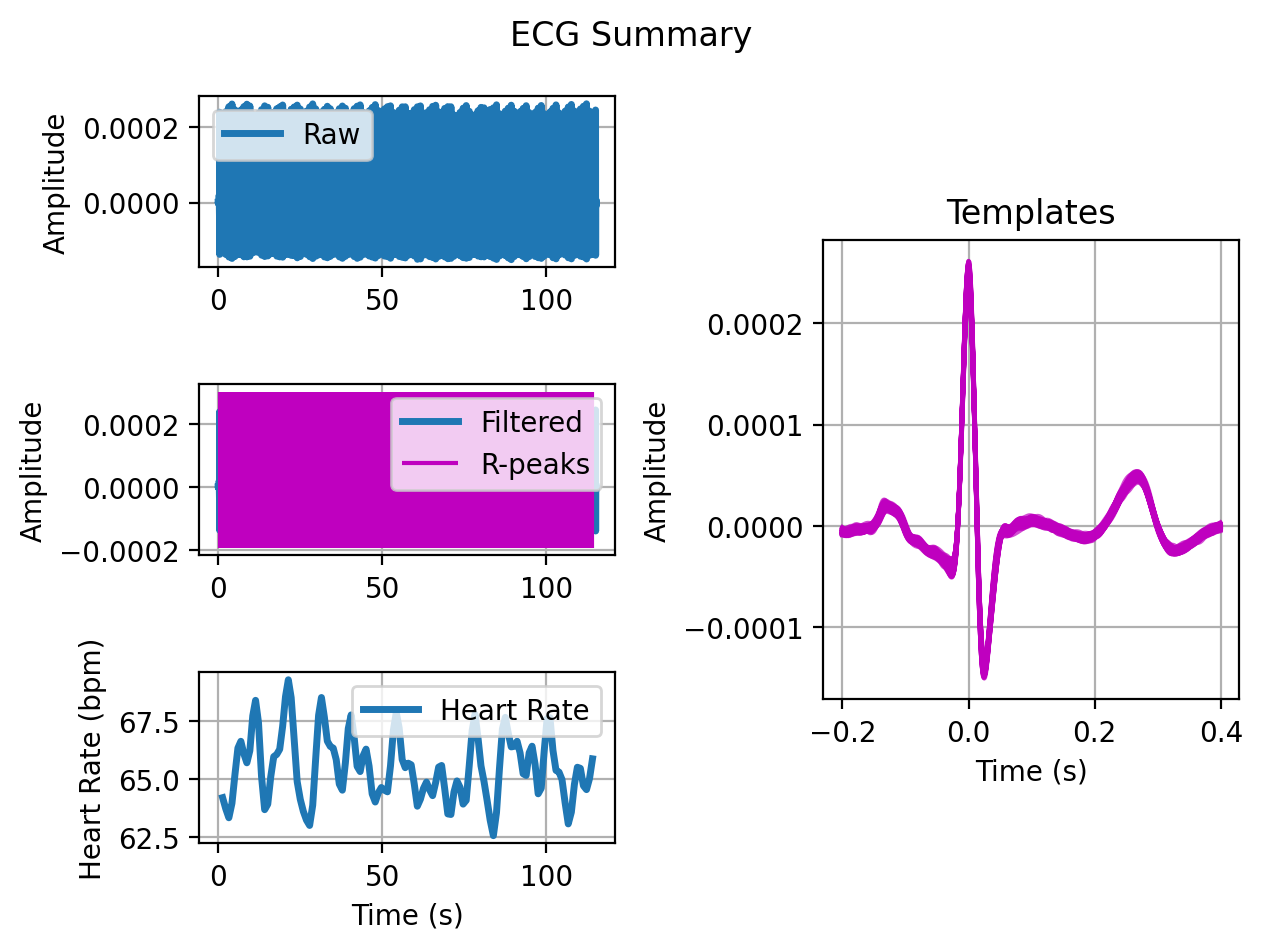 ECG Summary
Amplitude
0.0002
0.0000
Raw
0 50 100
Amplitude
0.0002
0.0000
−0.0002
Filtered
R-peaks
0 50 100
Heart Rate (bpm)
67.5
65.0
62.5
Heart Rate
0 50 100
Time (s)
Templates
Amplitude
0.0002
0.0001
0.0000
−0.0001
−0.2 0.0 0.2 0.4
Time (s)